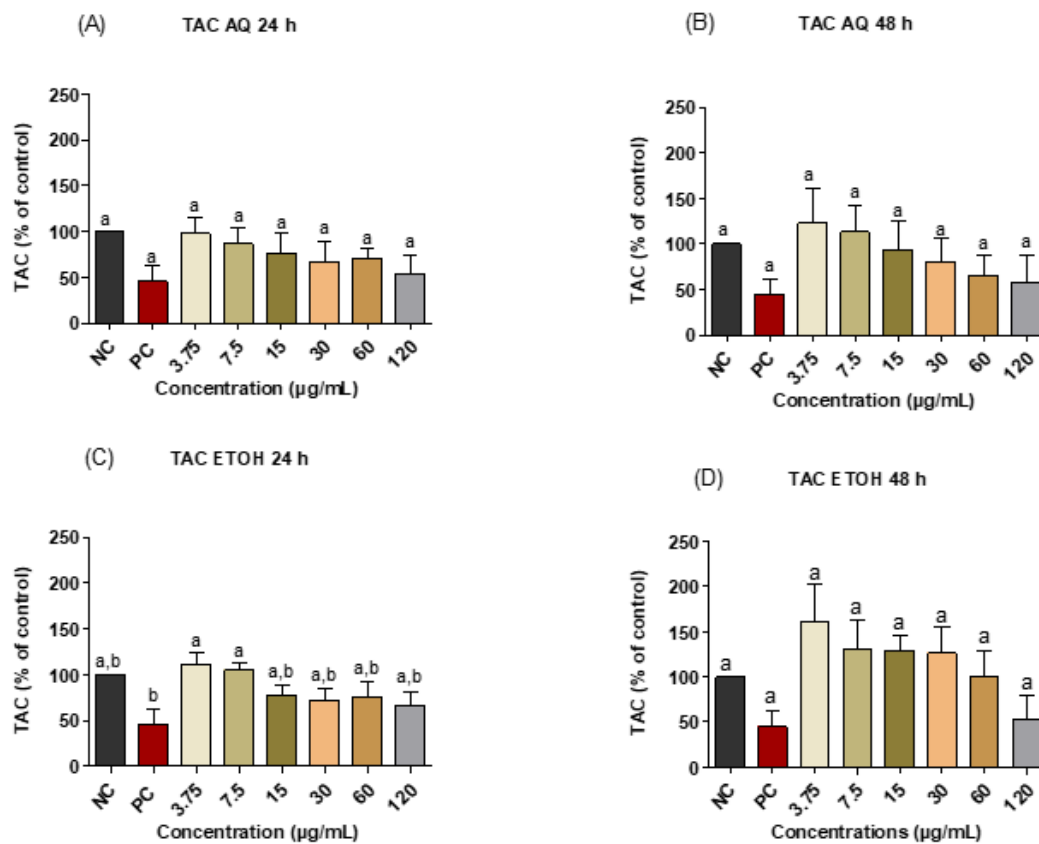 (A) TAC AQ 24 h
TAC (% of control)
250
200
150
100
50
0
a a a a a a a a
NC PC 3.75 7.5 15 30 60 120
Concentration (µg/mL)
(B) TAC AQ 48 h
TAC (% of control)
250
200
150
100
50
0
a a a a a a a a
NC PC 3.75 7.5 15 30 60 120
Concentration (µg/mL)
(C) TAC ETOH 24 h
TAC (% of control)
250
200
150
100
50
0
a,b b a a a,b a,b a,b a,b
NC PC 3.75 7.5 15 30 60 120
Concentration (µg/mL)
(D) TAC ETOH 48 h
TAC (% of control)
250
200
150
100
50
0
a a a a a a a a
NC PC 3.75 7.5 15 30 60 120
Concentrations (µg/mL)